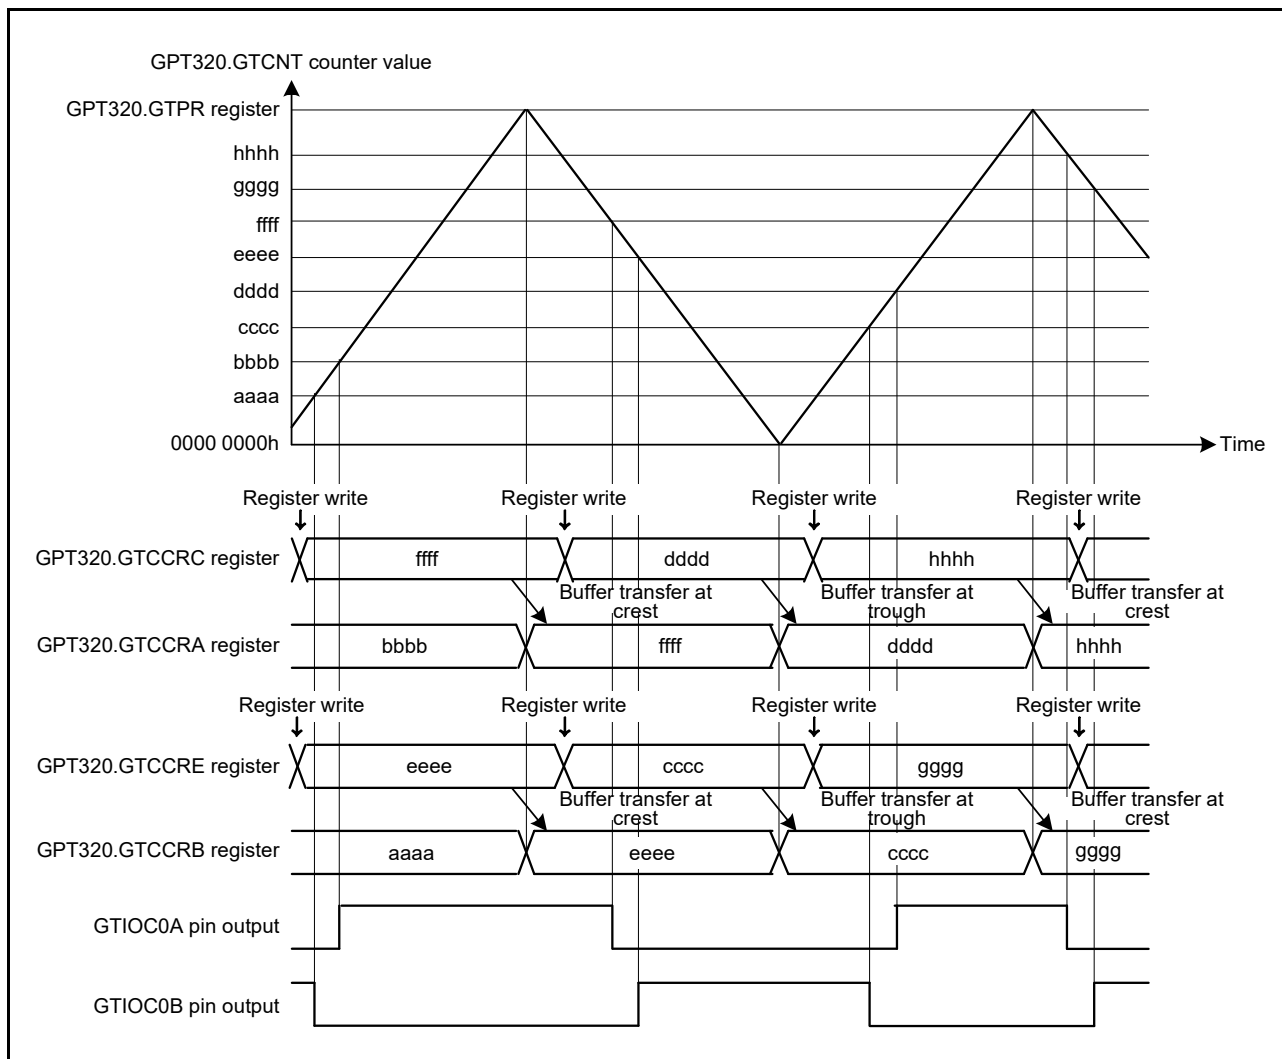 GPT320.GTCNT counter value
GPT320.GTPR register
hhhh
gggg
ffff
eeee
dddd
cccc
bbbb
aaaa
0000 0000h
Time
Register write Register write Register write Register write
GPT320.GTCCRC register ffff dddd hhhh
Buffer transfer at crest Buffer transfer at trough Buffer transfer at crest
GPT320.GTCCRA register bbbb ffff dddd hhhh
Register write Register write Register write Register write
GPT320.GTCCRE register eeee cccc gggg
Buffer transfer at crest Buffer transfer at trough Buffer transfer at crest
GPT320.GTCCRB register aaaa eeee cccc gggg
GTIOC0A pin output
GTIOC0B pin output